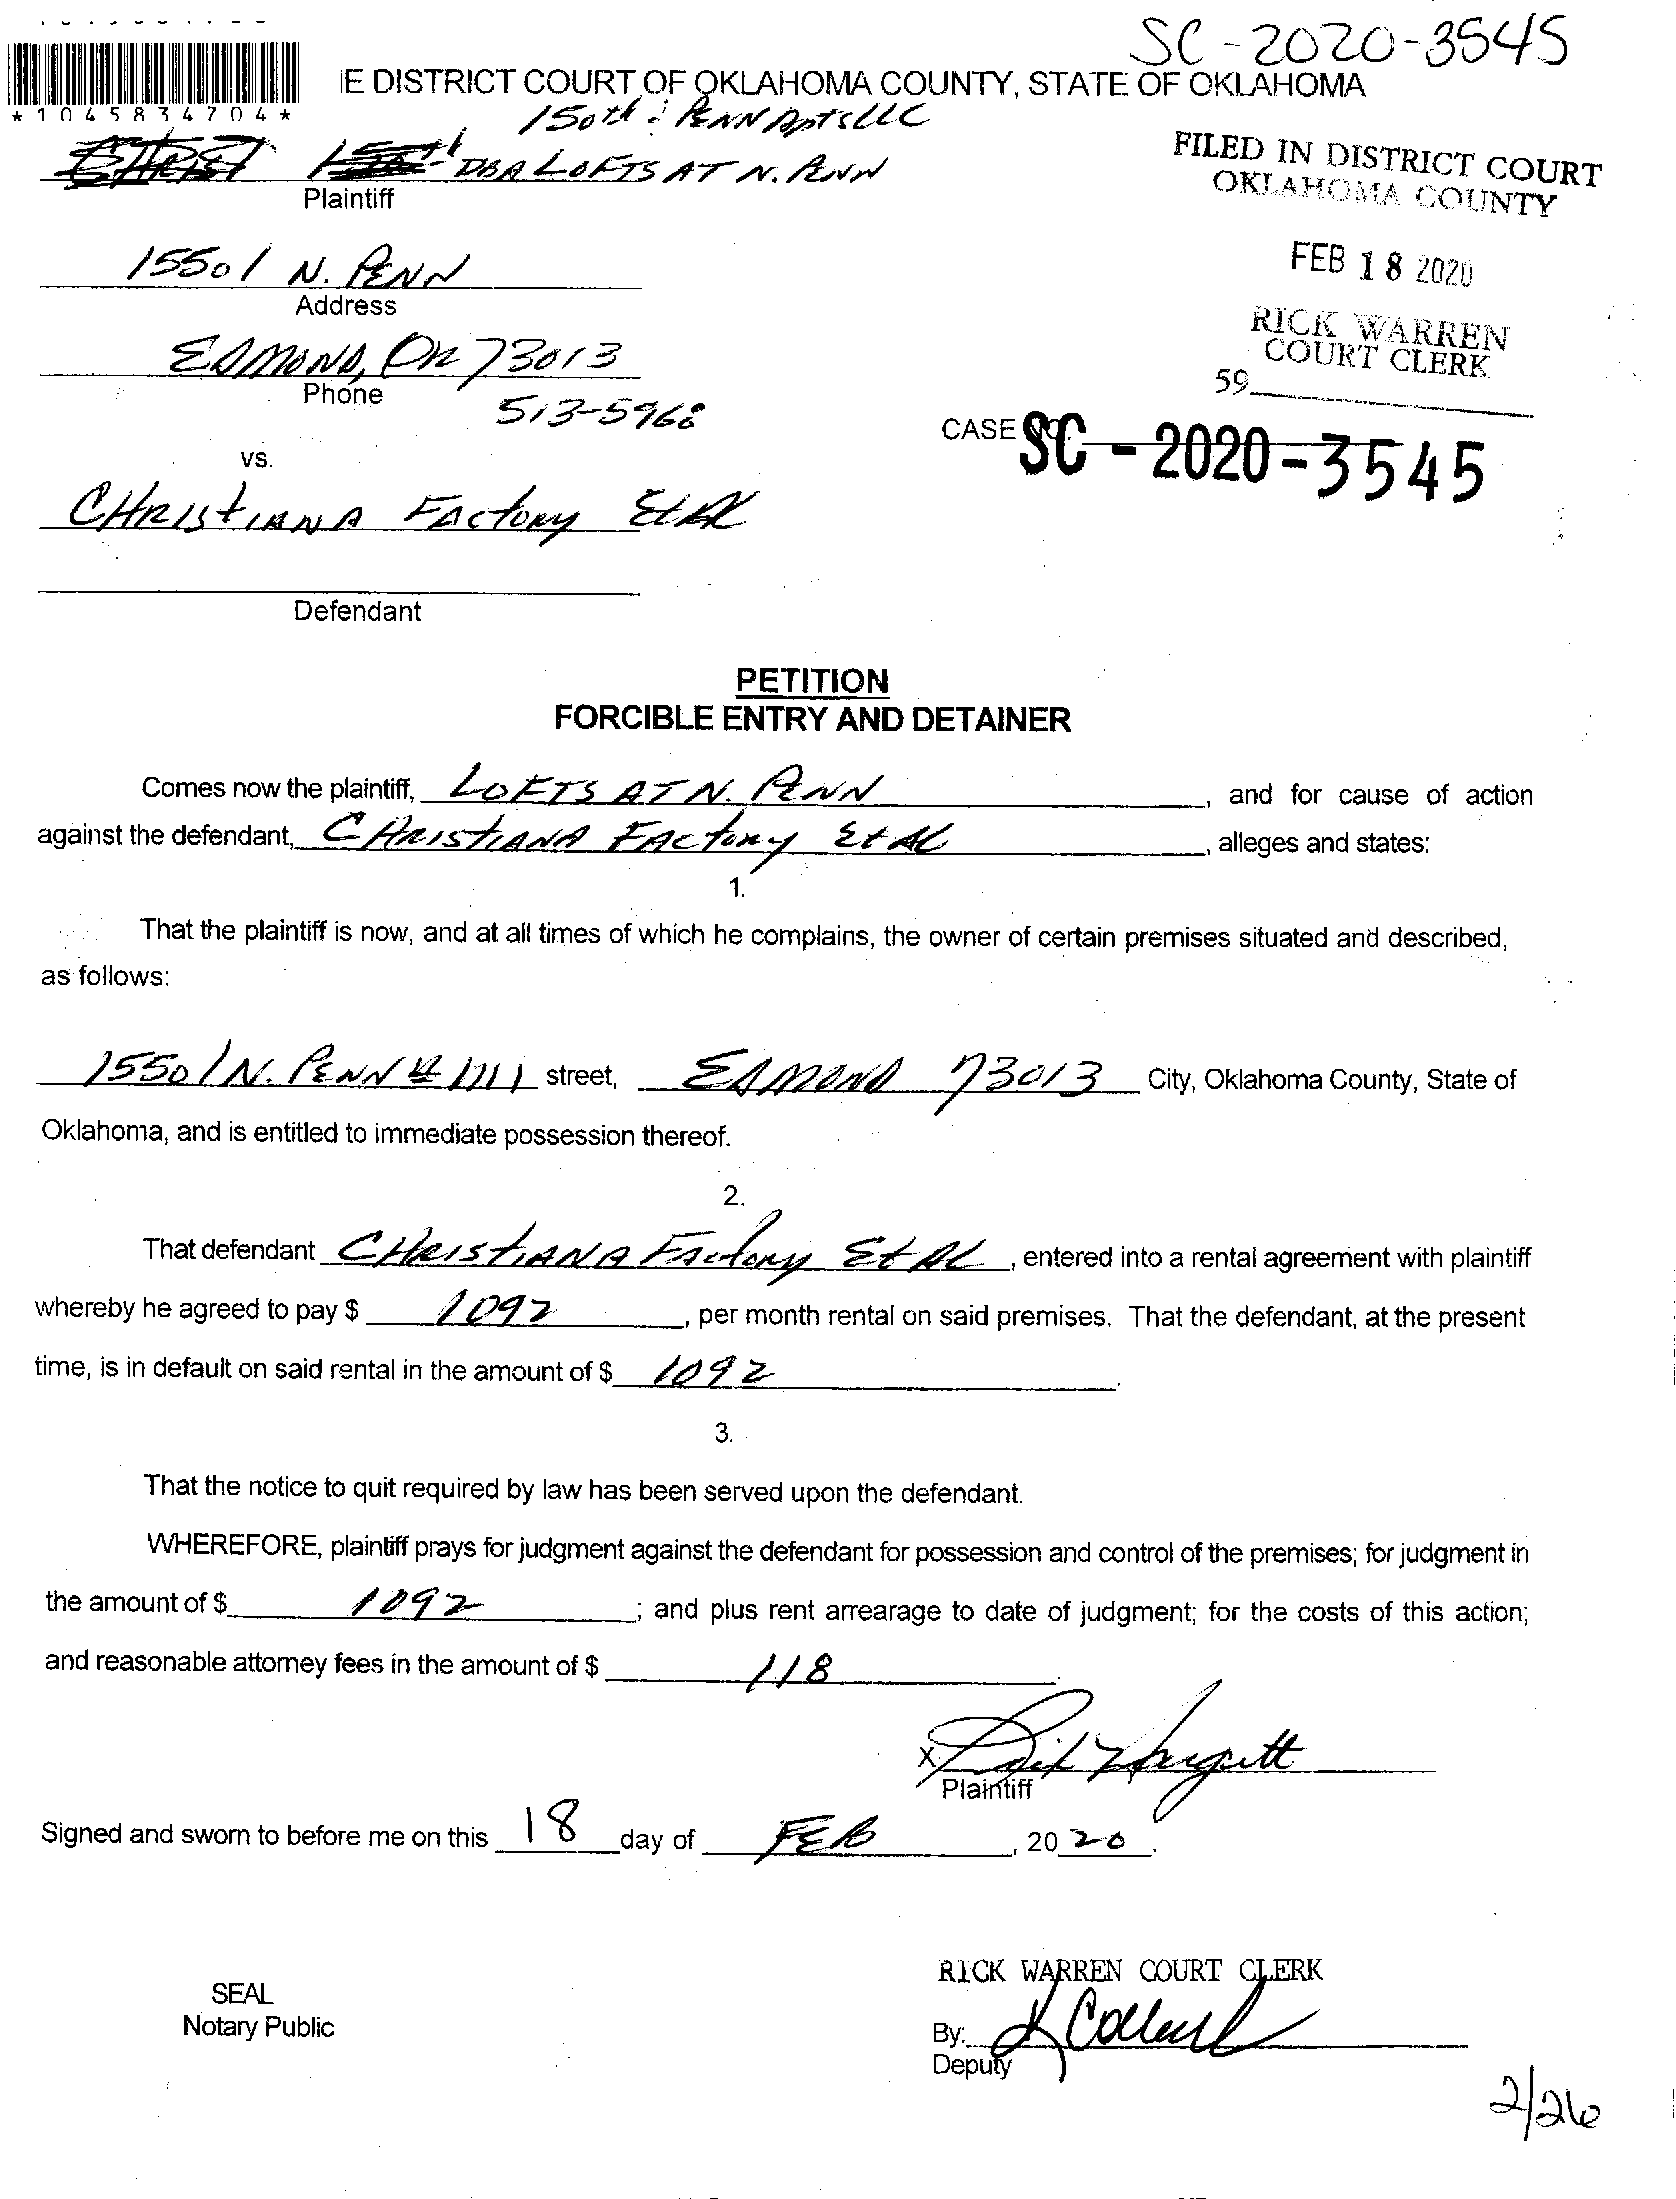 SC-2020-3545
*1045834704*
IE DISTRICT COURT OF OKLAHOMA COUNTY, STATE OF OKLAHOMA
150th & PENN Apts LLC
DBA LOFTS AT N. PENN
Plaintiff
FILED IN DISTRICT COURT
OKLAHOMA COUNTY
15501 N. PENN
Address
FEB 18 2020
RICK WARREN
COURT CLERK
EDMOND, OK 73013
Phone
59
513-5968
CASE NO. SC - 2020-3545
vs.
CHRISTIANA FACTORY Et AL
Defendant
PETITION
FORCIBLE ENTRY AND DETAINER
Comes now the plaintiff, LOFTS AT N. PENN, and for cause of action
against the defendant, CHRISTIANA FACTORY Et AL, alleges and states:
1.
That the plaintiff is now, and at all times of which he complains, the owner of certain premises situated and described,
as follows:
15501 N. PENN # 1111 street, EDMOND 73013 City, Oklahoma County, State of
Oklahoma, and is entitled to immediate possession thereof.
2.
That defendant CHRISTIANA FACTORY Et AL, entered into a rental agreement with plaintiff
whereby he agreed to pay $ 1092, per month rental on said premises. That the defendant, at the present
time, is in default on said rental in the amount of $ 1092.
3.
That the notice to quit required by law has been served upon the defendant.
WHEREFORE, plaintiff prays for judgment against the defendant for possession and control of the premises; for judgment in
the amount of $ 1092; and plus rent arrearage to date of judgment; for the costs of this action;
and reasonable attorney fees in the amount of $ 118.
X
Plaintiff
Signed and sworn to before me on this 18 day of FEB, 2020.
RICK WARREN COURT CLERK
SEAL
Notary Public
By:
Deputy
2/26